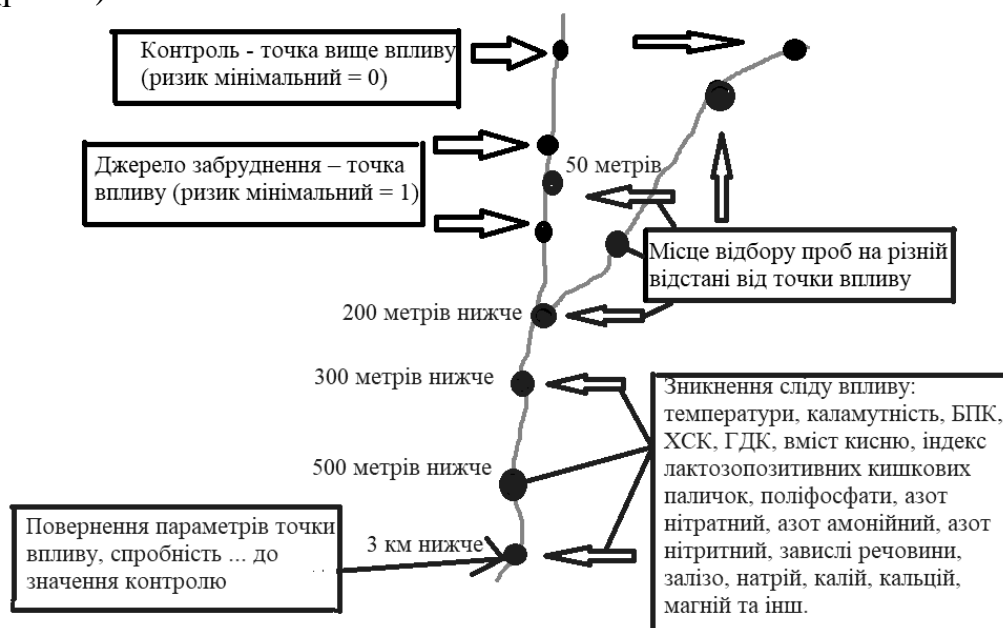 Контроль - точка вище впливу
(ризик мінімальний = 0)
Джерело забруднення – точка
впливу (ризик мінімальний = 1)
50 метрів
Місце відбору проб на різній
відстані від точки впливу
200 метрів нижче
300 метрів нижче
500 метрів нижче
3 км нижче
Зникнення сліду впливу:
температури, каламутність, БПК,
ХСК, ГДК, вміст кисню, індекс
лактозопозитивних кишкових
паличок, поліфосфати, азот
нітратний, азот амонійний, азот
нітритний, завислі речовини,
залізо, натрій, калій, кальцій,
магній та інш.
Повернення параметрів точки
впливу, спробність ... до
значення контролю